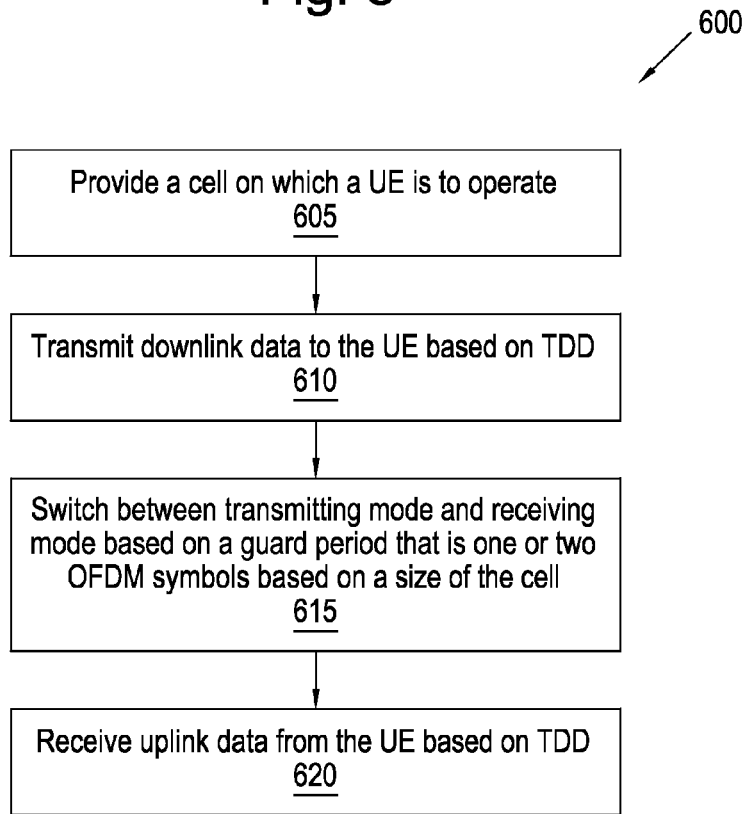 600
Provide a cell on which a UE is to operate
605
Transmit downlink data to the UE based on TDD
610
Switch between transmitting mode and receiving
mode based on a guard period that is one or two
OFDM symbols based on a size of the cell
615
Receive uplink data from the UE based on TDD
620